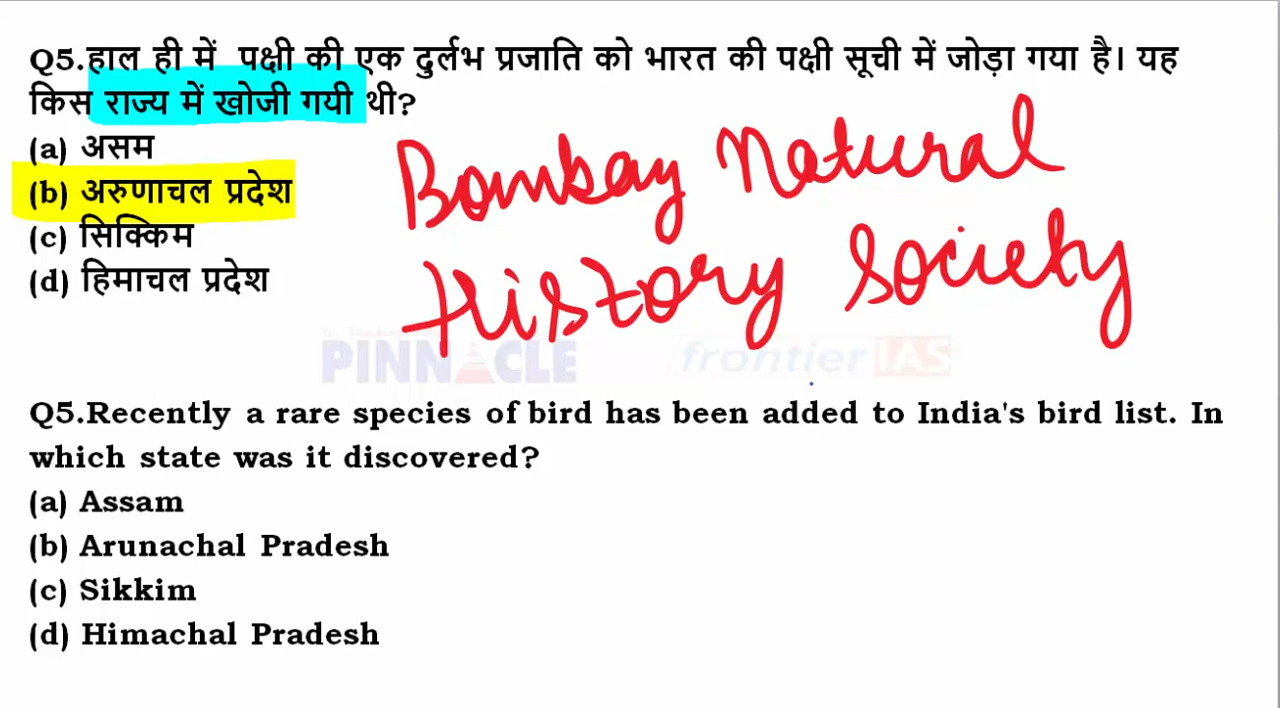 Q5.हाल ही में पक्षी की एक दुर्लभ प्रजाति को भारत की पक्षी सूची में जोड़ा गया है। यह
किस राज्य में खोजी गयी थी?
(a) असम
(b) अरुणाचल प्रदेश
(c) सिक्किम
(d) हिमाचल प्रदेश
Bombay Natural
History Society
PINNACLE frontier IAS
Q5.Recently a rare species of bird has been added to India's bird list. In
which state was it discovered?
(a) Assam
(b) Arunachal Pradesh
(c) Sikkim
(d) Himachal Pradesh